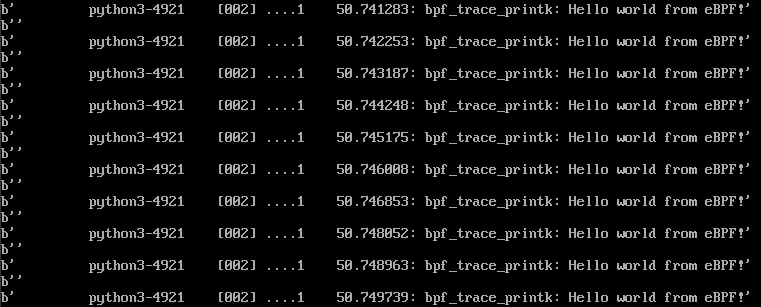 b'        python3-4921    [002] ....1    50.741283: bpf_trace_printk: Hello world from eBPF!'
b''
b'        python3-4921    [002] ....1    50.742253: bpf_trace_printk: Hello world from eBPF!'
b''
b'        python3-4921    [002] ....1    50.743187: bpf_trace_printk: Hello world from eBPF!'
b''
b'        python3-4921    [002] ....1    50.744248: bpf_trace_printk: Hello world from eBPF!'
b''
b'        python3-4921    [002] ....1    50.745175: bpf_trace_printk: Hello world from eBPF!'
b''
b'        python3-4921    [002] ....1    50.746008: bpf_trace_printk: Hello world from eBPF!'
b''
b'        python3-4921    [002] ....1    50.746853: bpf_trace_printk: Hello world from eBPF!'
b''
b'        python3-4921    [002] ....1    50.748052: bpf_trace_printk: Hello world from eBPF!'
b''
b'        python3-4921    [002] ....1    50.748963: bpf_trace_printk: Hello world from eBPF!'
b''
b'        python3-4921    [002] ....1    50.749739: bpf_trace_printk: Hello world from eBPF!'